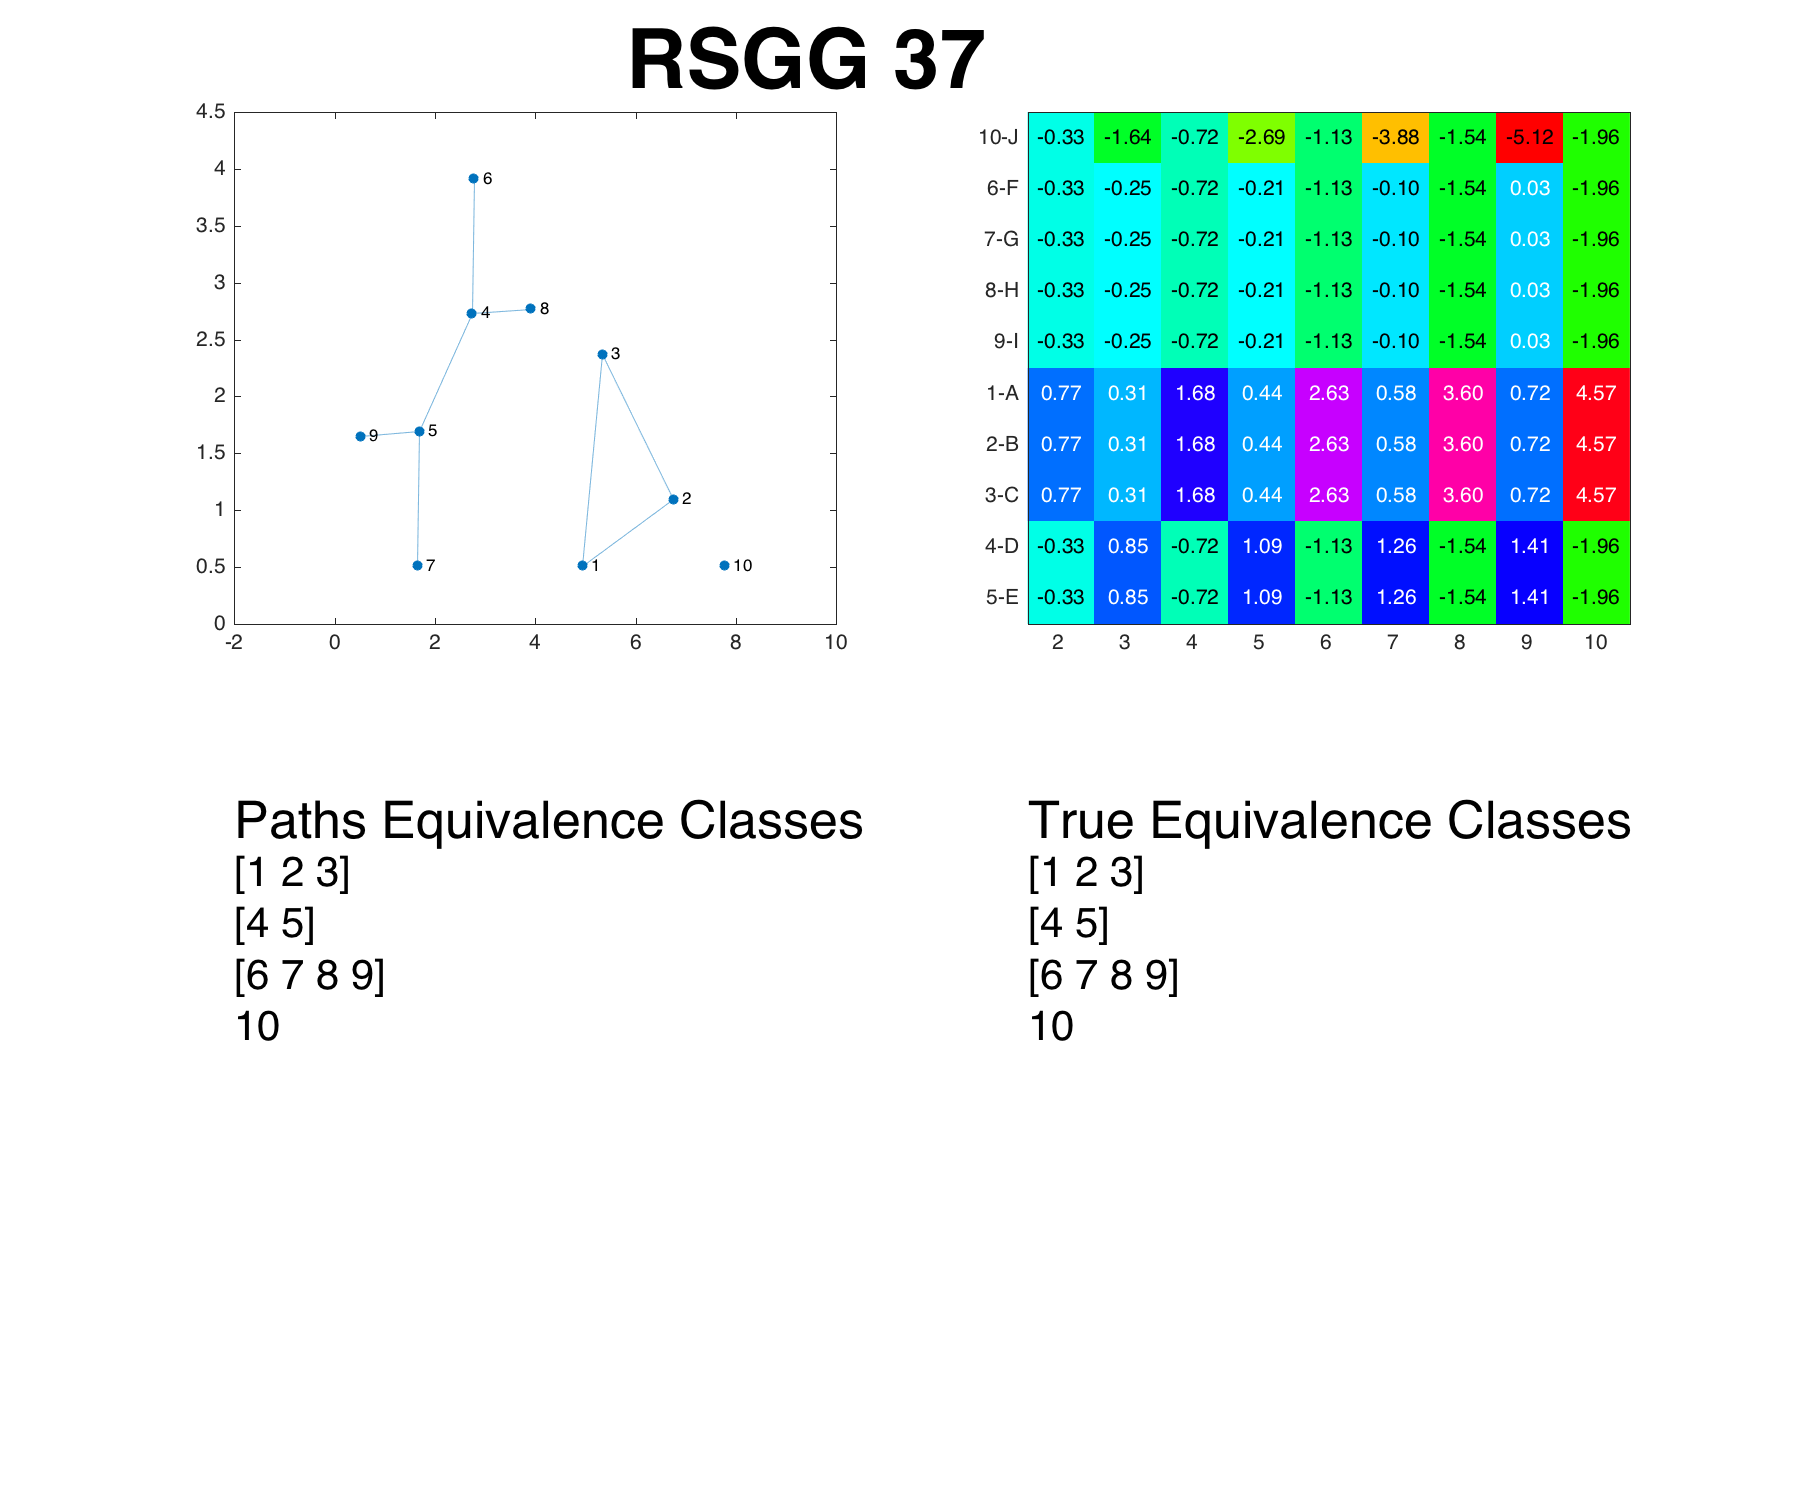 RSGG 37
4.5
4
3.5
3
2.5
2
1.5
1
0.5
0
-2 0 2 4 6 8 10
6
4
8
3
9
5
2
7
1
10
10-J -0.33 -1.64 -0.72 -2.69 -1.13 -3.88 -1.54 -5.12 -1.96
6-F -0.33 -0.25 -0.72 -0.21 -1.13 -0.10 -1.54 0.03 -1.96
7-G -0.33 -0.25 -0.72 -0.21 -1.13 -0.10 -1.54 0.03 -1.96
8-H -0.33 -0.25 -0.72 -0.21 -1.13 -0.10 -1.54 0.03 -1.96
9-I -0.33 -0.25 -0.72 -0.21 -1.13 -0.10 -1.54 0.03 -1.96
1-A 0.77 0.31 1.68 0.44 2.63 0.58 3.60 0.72 4.57
2-B 0.77 0.31 1.68 0.44 2.63 0.58 3.60 0.72 4.57
3-C 0.77 0.31 1.68 0.44 2.63 0.58 3.60 0.72 4.57
4-D -0.33 0.85 -0.72 1.09 -1.13 1.26 -1.54 1.41 -1.96
5-E -0.33 0.85 -0.72 1.09 -1.13 1.26 -1.54 1.41 -1.96
2 3 4 5 6 7 8 9 10
Paths Equivalence Classes
[1 2 3]
[4 5]
[6 7 8 9]
10
True Equivalence Classes
[1 2 3]
[4 5]
[6 7 8 9]
10